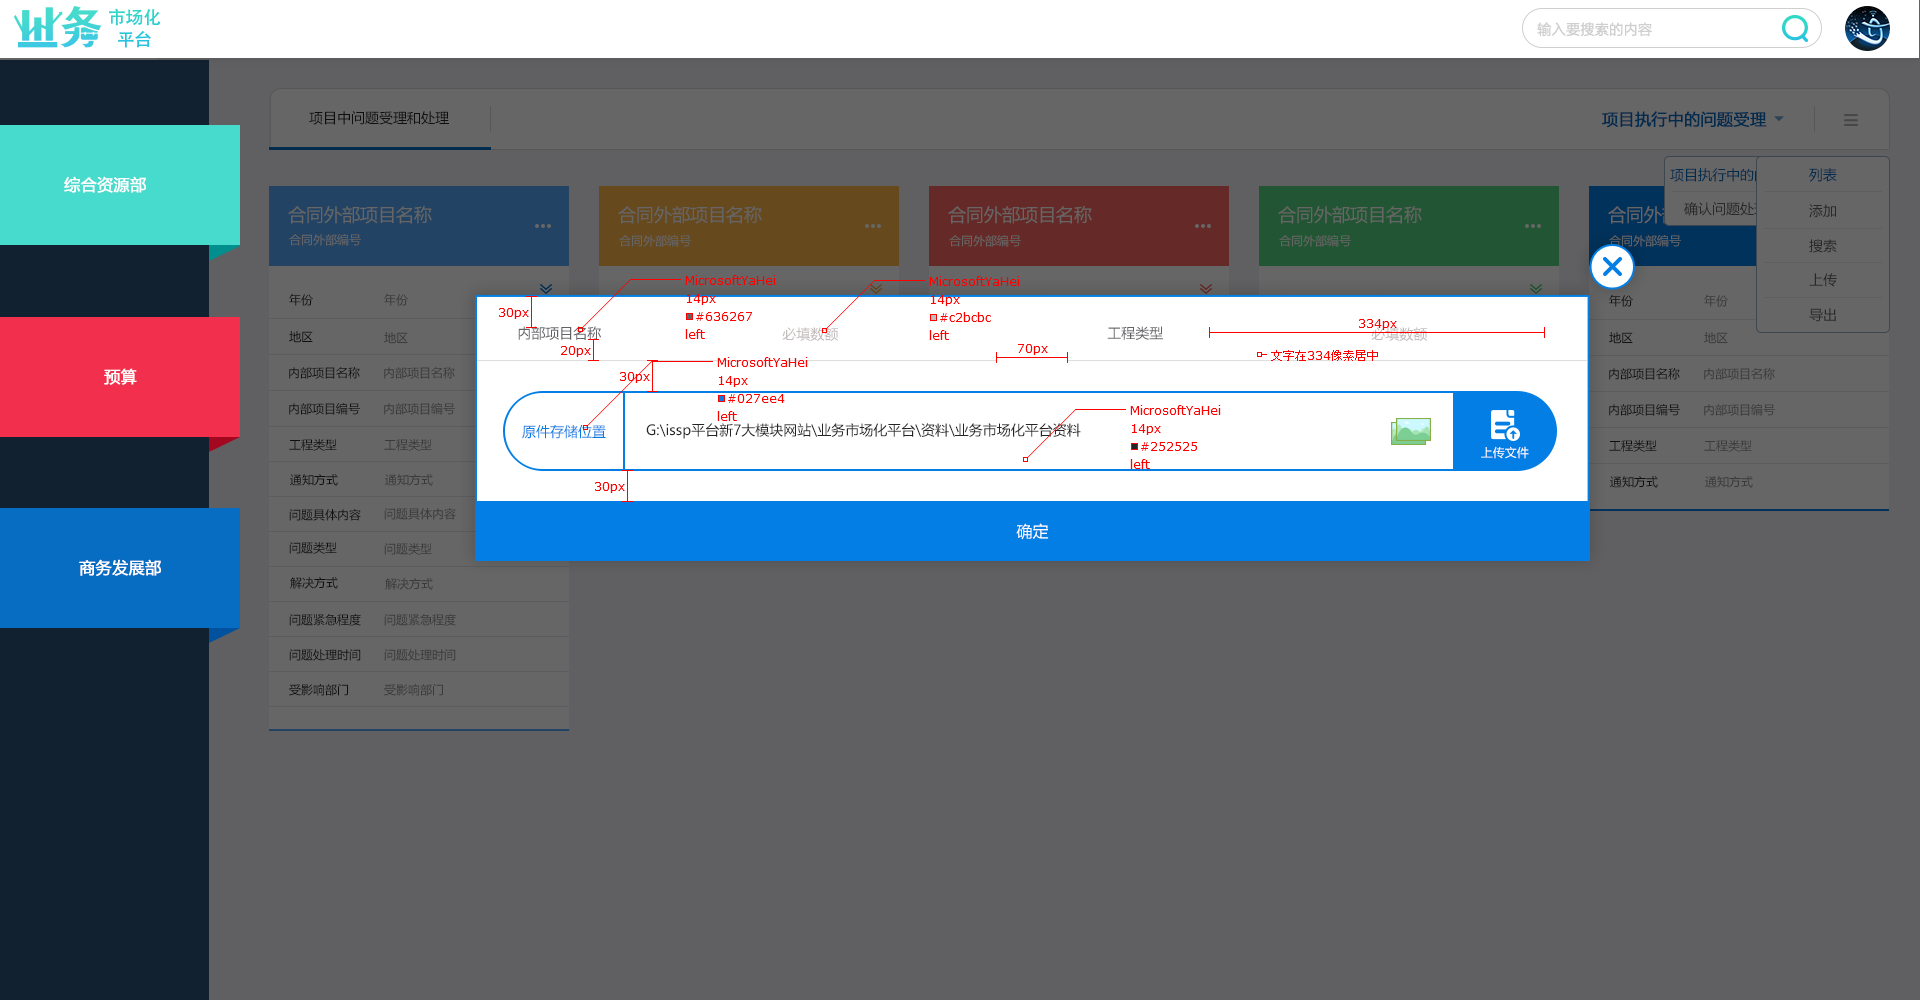 业务 市场化
平台
输入要搜索的内容
项目中问题受理和处理
项目执行中的问题受理
综合资源部
预算
商务发展部
合同外部项目名称
合同外部编号
合同外部项目名称
合同外部编号
合同外部项目名称
合同外部编号
合同外部项目名称
合同外部编号
合同外
合同外部编号
项目执行中的
确认问题处
列表
添加
搜索
上传
导出
年份 年份
地区 地区
内部项目名称 内部项目名称
内部项目编号 内部项目编号
工程类型 工程类型
通知方式 通知方式
问题具体内容 问题具体内容
问题类型 问题类型
解决方式 解决方式
问题紧急程度 问题紧急程度
问题处理时间 问题处理时间
受影响部门 受影响部门
MicrosoftYaHei
14px
#636267
left
MicrosoftYaHei
14px
#c2bcbc
left
30px
内部项目名称
必填数额
工程类型
334px
必填数额
20px
70px
文字在334像素居中
30px
MicrosoftYaHei
14px
#027ee4
left
MicrosoftYaHei
14px
#252525
left
原件存储位置
G:\issp平台新7大模块网站\业务市场化平台\资料\业务市场化平台资料
上传文件
30px
确定
年份 年份
地区 地区
内部项目名称 内部项目名称
内部项目编号 内部项目编号
工程类型 工程类型
通知方式 通知方式